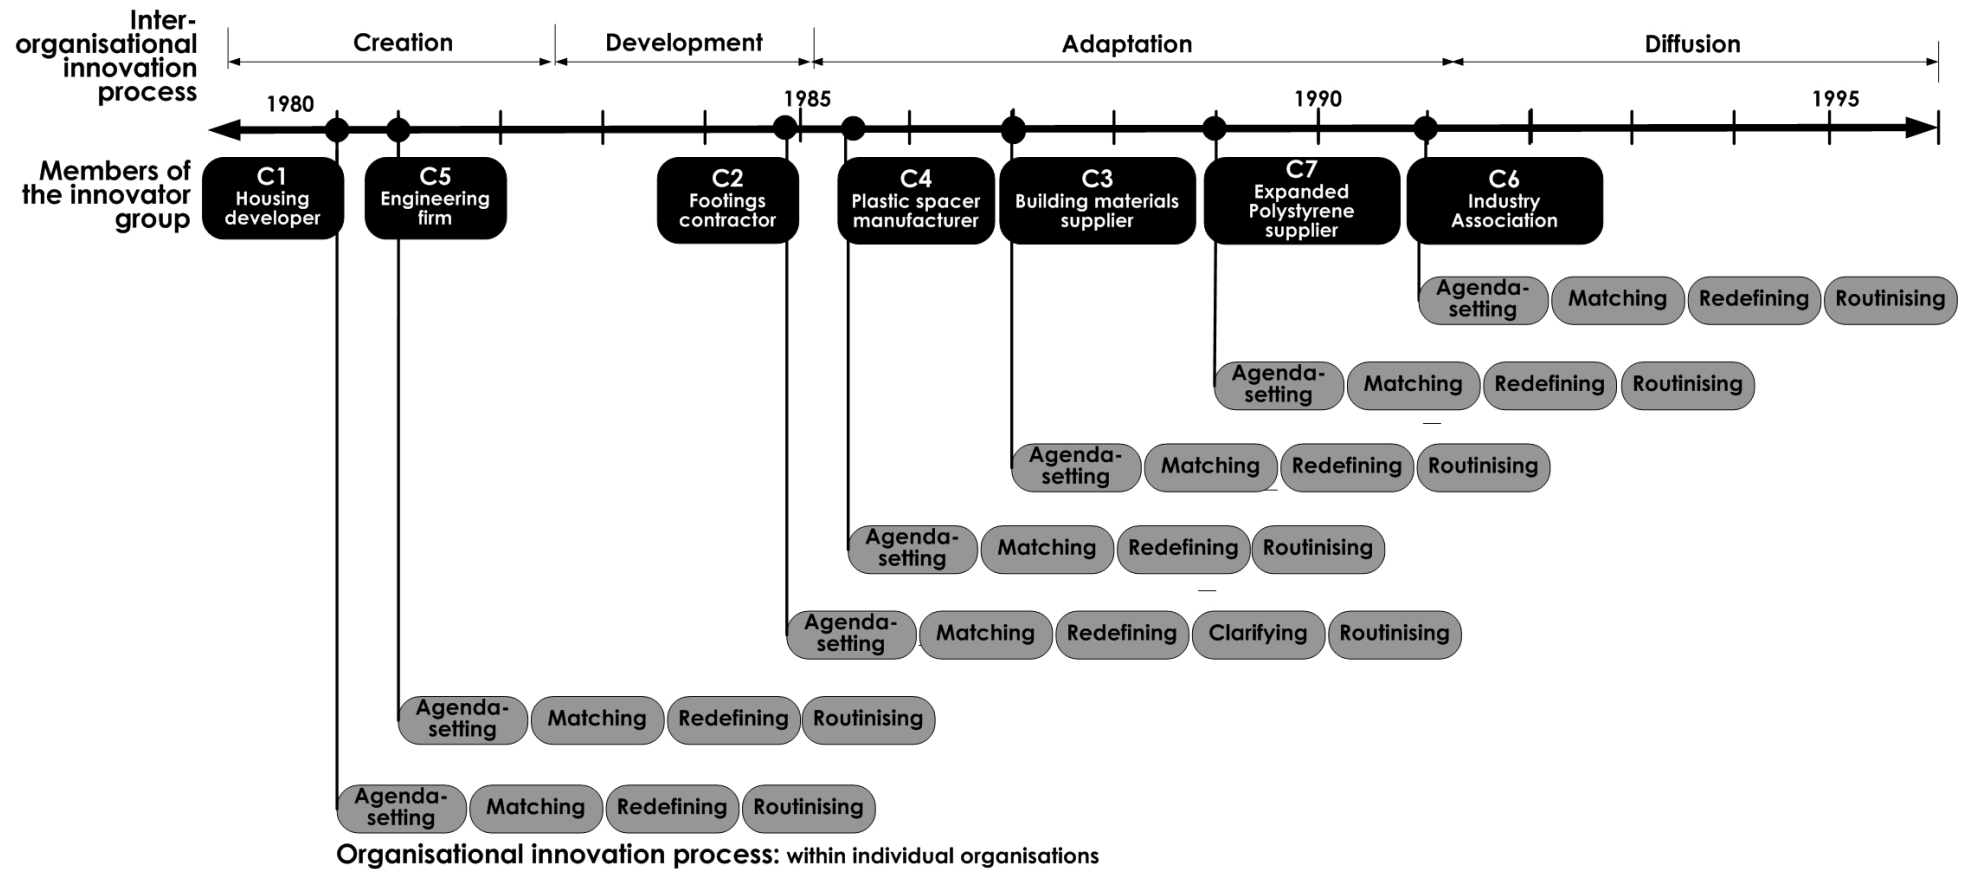 Inter-
organisational
innovation
process
Creation
Development
Adaptation
Diffusion
1980
1985
1990
1995
Members of
the innovator
group
C1
Housing
developer
C5
Engineering
firm
C2
Footings
contractor
C4
Plastic spacer
manufacturer
C3
Building materials
supplier
C7
Expanded
Polystyrene
supplier
C6
Industry
Association
Agenda-
setting
Matching
Redefining
Routinising
Agenda-
setting
Matching
Redefining
Routinising
Agenda-
setting
Matching
Redefining
Routinising
Agenda-
setting
Matching
Redefining
Routinising
Agenda-
setting
Matching
Redefining
Clarifying
Routinising
Agenda-
setting
Matching
Redefining
Routinising
Agenda-
setting
Matching
Redefining
Routinising
Organisational innovation process: within individual organisations